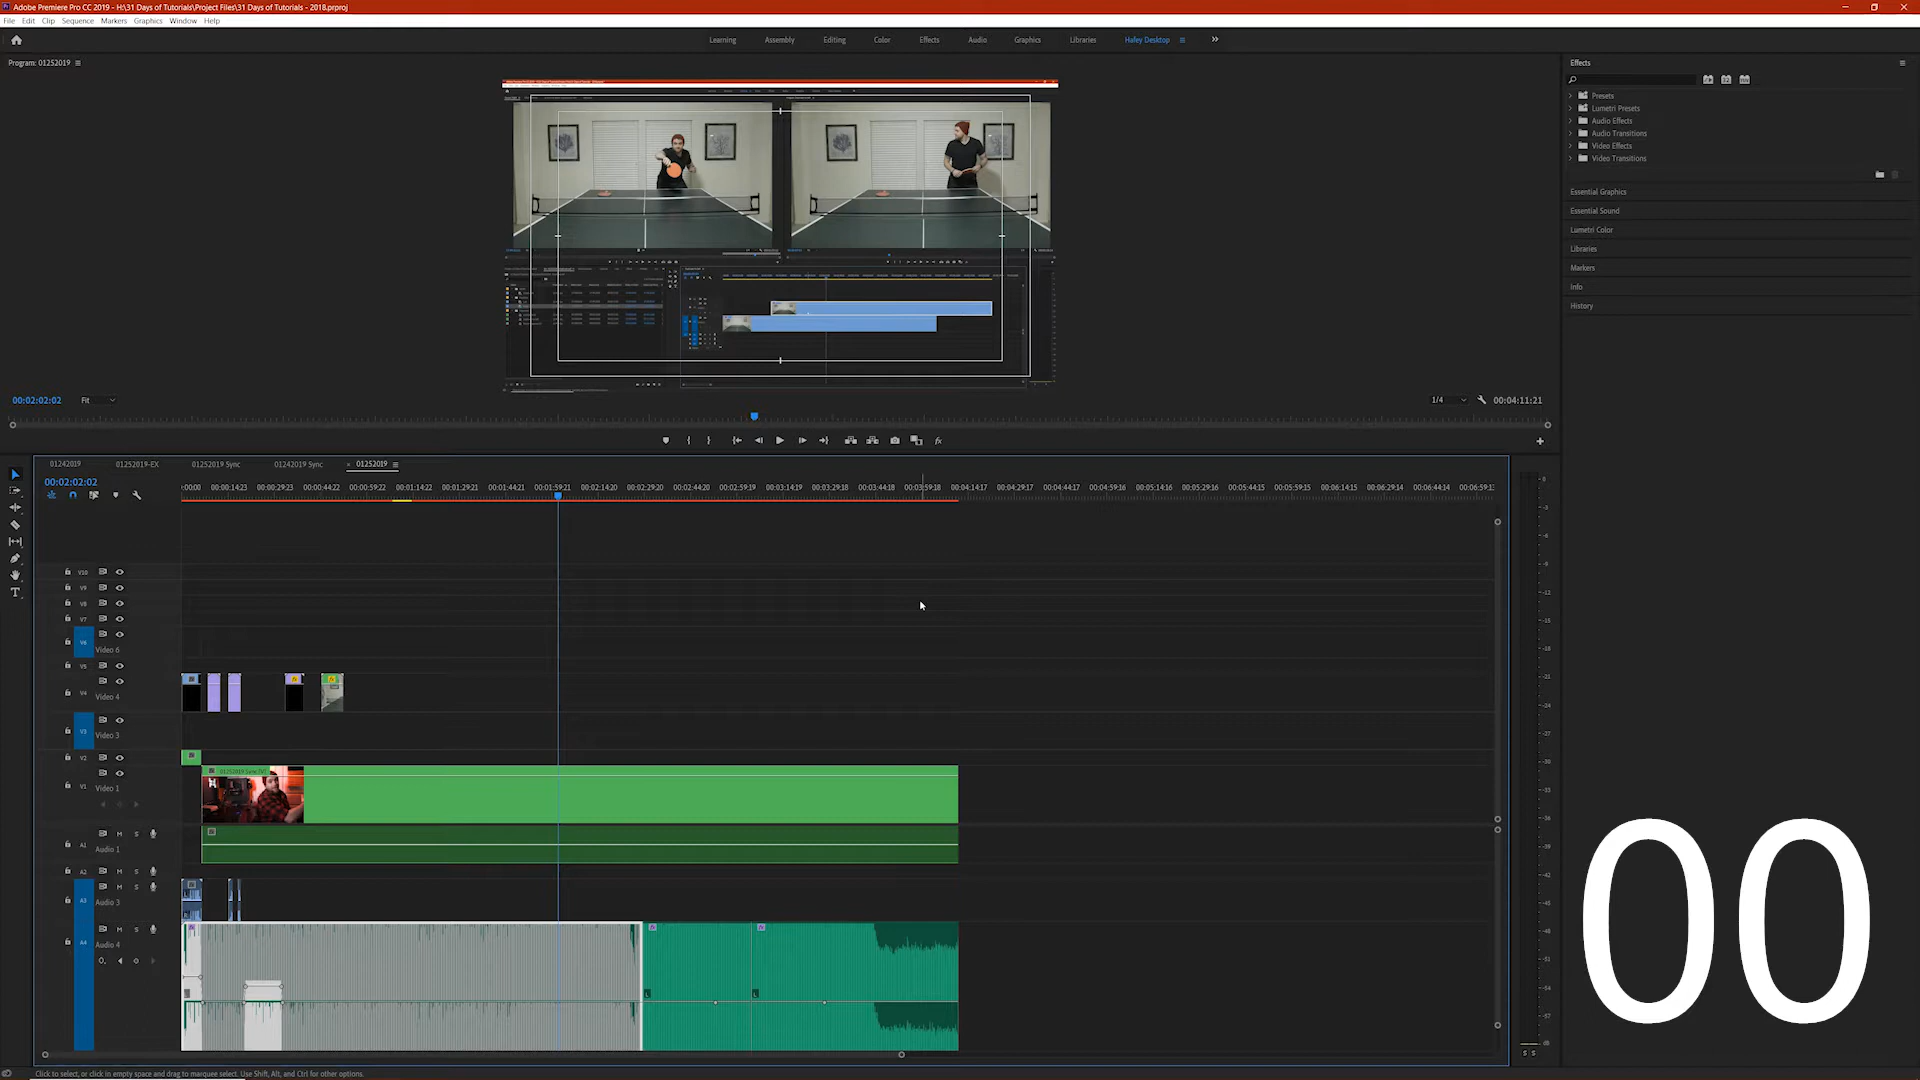 Adobe Premiere Pro CC 2019 - H:\31 Days of Tutorials\Project Files\31 Days of Tutorials - 2018.prproj
File Edit Clip Sequence Markers Graphics Window Help
Learning Assembly Editing Color Effects Audio Graphics Libraries Hafey Desktop
Program: 01252019
Effects
Presets
Lumetri Presets
Audio Effects
Audio Transitions
Video Effects
Video Transitions
Essential Graphics
Essential Sound
Lumetri Color
Libraries
Markers
Info
History
00:02:02:02 Fit 1/4 00:04:11:21
01242019 01252019-EX 01252019 Sync 01242019 Sync × 01252019
00:02:02:02
:00:00 00:00:14:23 00:00:29:23 00:00:44:22 00:00:59:22 00:01:14:22 00:01:29:21 00:01:44:21 00:01:59:21 00:02:14:20 00:02:29:20 00:02:44:20 00:02:59:19 00:03:14:19 00:03:29:18 00:03:44:18 00:03:59:18 00:04:14:17 00:04:29:17 00:04:44:17 00:04:59:16 00:05:14:16 00:05:29:16 00:05:44:15 00:05:59:15 00:06:14:15 00:06:29:14 00:06:44:14 00:06:59:13
V10
V9
V8
V7
V6
Video 6
V5
V4
Video 4
V3
Video 3
V2
01252019 Sync [V]
V1
Video 1
M S
A1
Audio 1
A2 M S
M S
A3
Audio 3
M S
A4
Audio 4
00
S S
Click to select, or click in empty space and drag to marquee select. Use Shift, Alt, and Ctrl for other options.